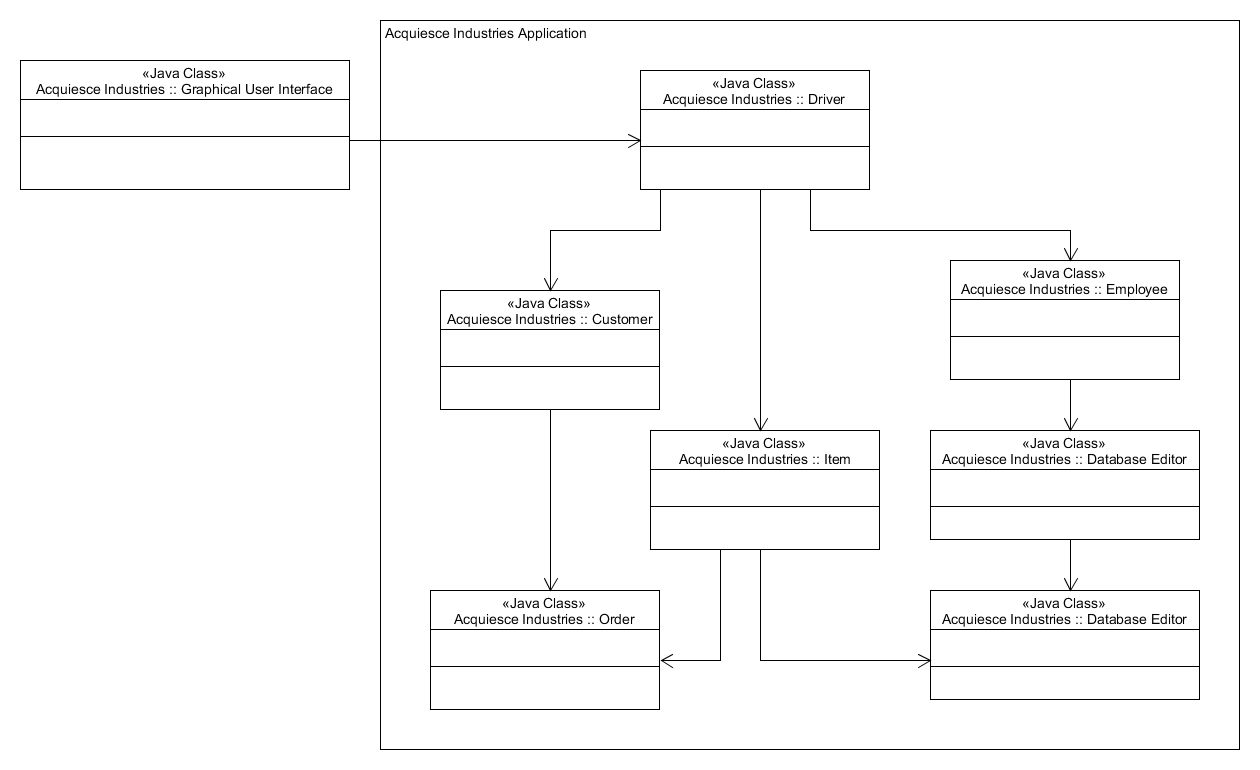 Acquiesce Industries Application
«Java Class»
Acquiesce Industries :: Graphical User Interface
«Java Class»
Acquiesce Industries :: Driver
«Java Class»
Acquiesce Industries :: Employee
«Java Class»
Acquiesce Industries :: Customer
«Java Class»
Acquiesce Industries :: Item
«Java Class»
Acquiesce Industries :: Database Editor
«Java Class»
Acquiesce Industries :: Order
«Java Class»
Acquiesce Industries :: Database Editor